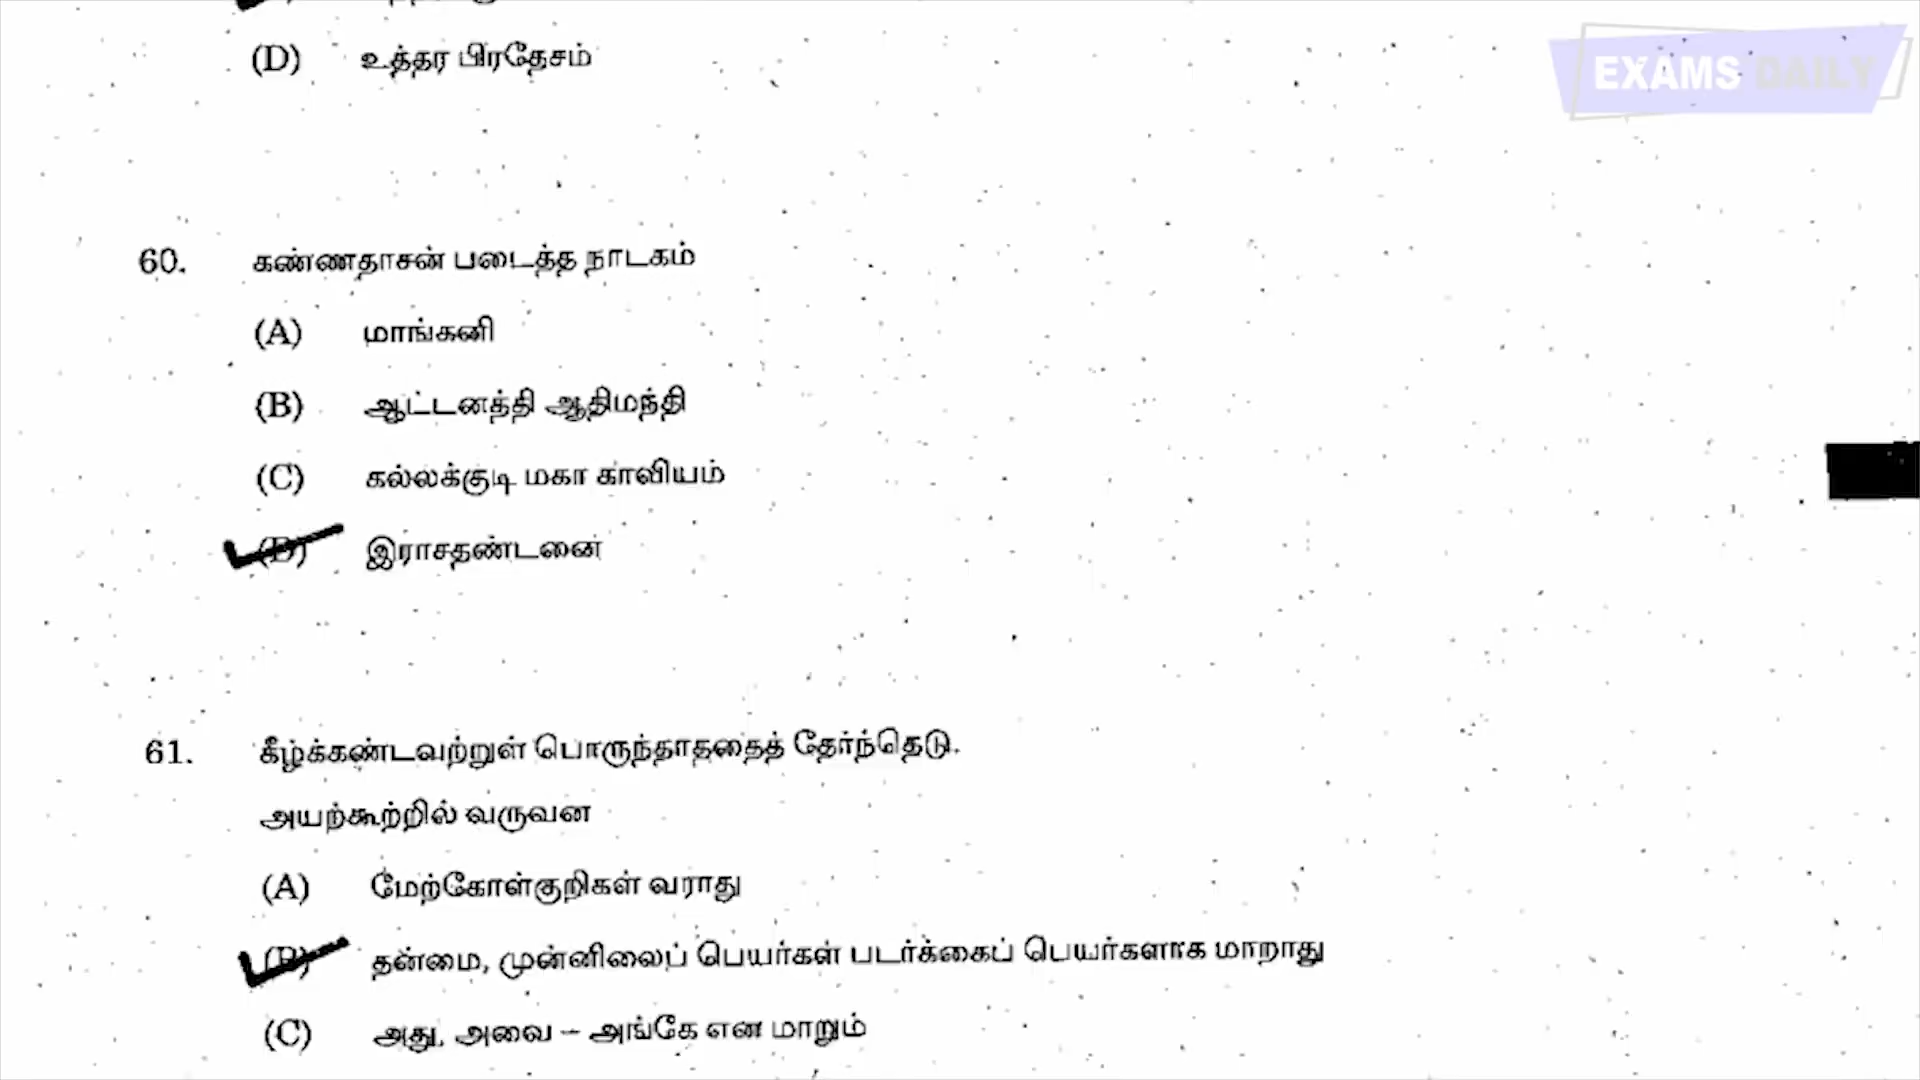 (D) உத்தர பிரதேசம்
EXAMS DAILY
60. கண்ணதாசன் படைத்த நாடகம்
(A) மாங்கனி
(B) ஆட்டனத்தி ஆதிமந்தி
(C) கல்லக்குடி மகா காவியம்
(D) இராசதண்டனை
61. கீழ்க்கண்டவற்றுள் பொருந்தாததைத் தேர்ந்தெடு.
அயற்கூற்றில் வருவன
(A) மேற்கோள்குறிகள் வராது
(B) தன்மை, முன்னிலைப் பெயர்கள் படர்க்கைப் பெயர்களாக மாறாது
(C) அது, அவை – அங்கே என மாறும்